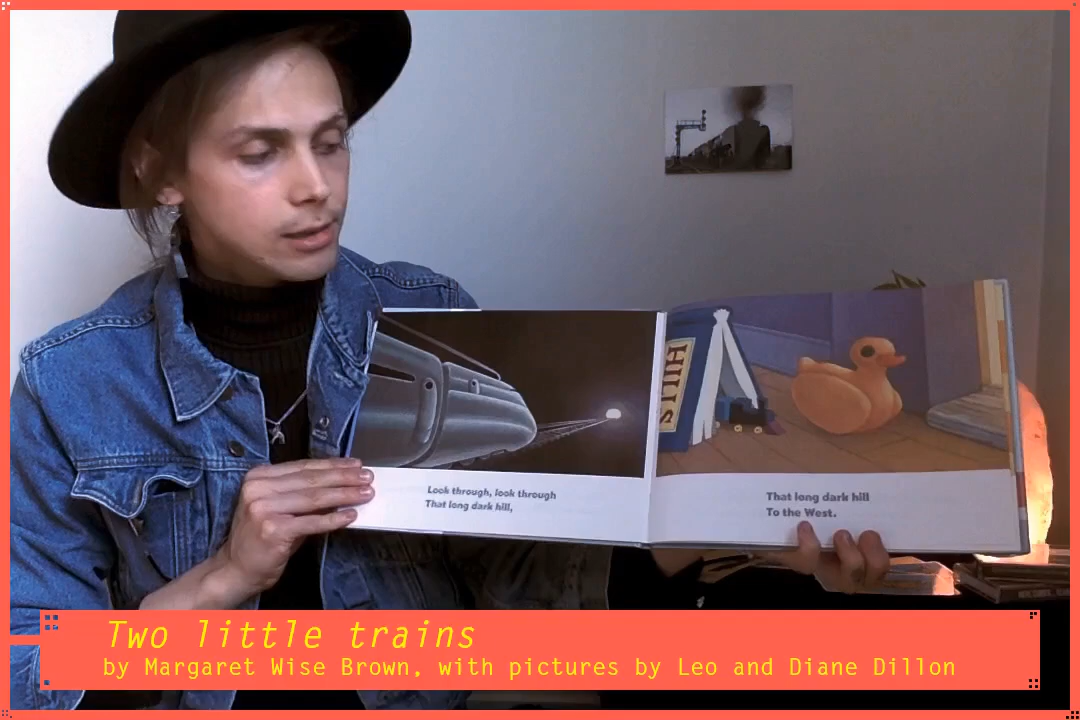 HILLS
Look through, look through
That long dark hill,
That long dark hill
To the West.
Two little trains
by Margaret Wise Brown, with pictures by Leo and Diane Dillon